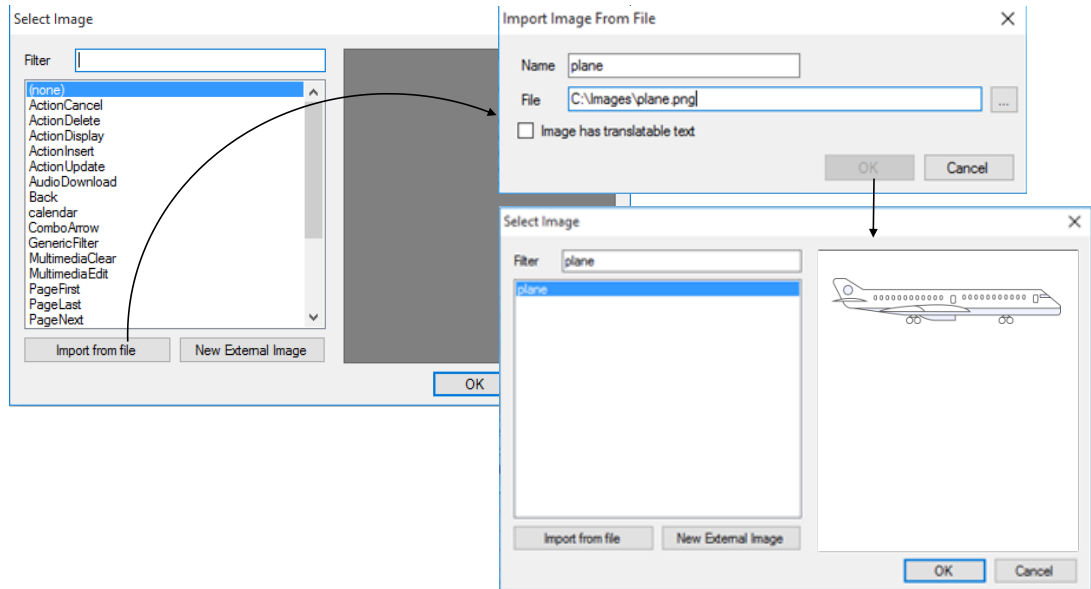 Select Image
Filter
(none)
ActionCancel
ActionDelete
ActionDisplay
ActionInsert
ActionUpdate
AudioDownload
Back
calendar
ComboArrow
GenericFilter
MultimediaClear
MultimediaEdit
PageFirst
PageLast
PageNext
Import from file New External Image
OK
Import Image From File
Name plane
File C:\Images\plane.png
...
Image has translatable text
OK Cancel
Select Image
Filter plane
plane
Import from file New External Image
OK Cancel